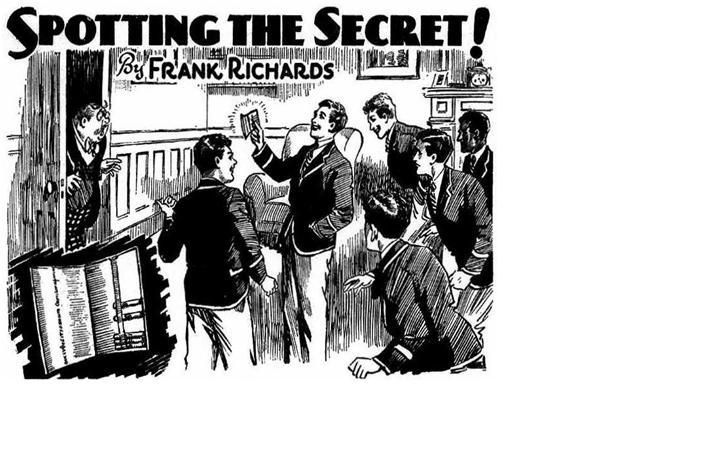 SPOTTING THE SECRET!
By FRANK RICHARDS